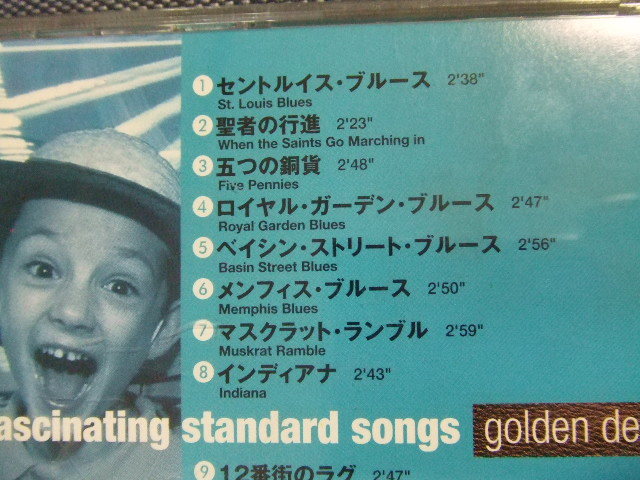 1 セントルイス・ブルース 2'38"
St. Louis Blues
2 聖者の行進 2'23"
When the Saints Go Marching in
3 五つの銅貨 2'48"
Five Pennies
4 ロイヤル・ガーデン・ブルース 2'47"
Royal Garden Blues
5 ベイシン・ストリート・ブルース 2'56"
Basin Street Blues
6 メンフィス・ブルース 2'50"
Memphis Blues
7 マスクラット・ランブル 2'59"
Muskrat Ramble
8 インディアナ 2'43"
Indiana
ascinating standard songs golden de
9 12番街のラグ 2'47"